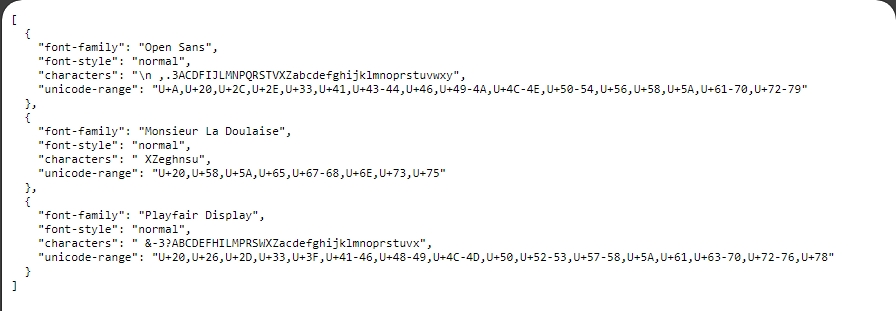 [
  {
    "font-family": "Open Sans",
    "font-style": "normal",
    "characters": "\n ,.3ACDFIJLMNPQRSTVXZabcdefghijklmnoprstuvwxy",
    "unicode-range": "U+A,U+20,U+2C,U+2E,U+33,U+41,U+43-44,U+46,U+49-4A,U+4C-4E,U+50-54,U+56,U+58,U+5A,U+61-70,U+72-79"
  },
  {
    "font-family": "Monsieur La Doulaise",
    "font-style": "normal",
    "characters": " XZeghnsu",
    "unicode-range": "U+20,U+58,U+5A,U+65,U+67-68,U+6E,U+73,U+75"
  },
  {
    "font-family": "Playfair Display",
    "font-style": "normal",
    "characters": " &-3?ABCDEFHILMPRSWXZacdefghijklmnoprstuvx",
    "unicode-range": "U+20,U+26,U+2D,U+33,U+3F,U+41-46,U+48-49,U+4C-4D,U+50,U+52-53,U+57-58,U+5A,U+61,U+63-70,U+72-76,U+78"
  }
]